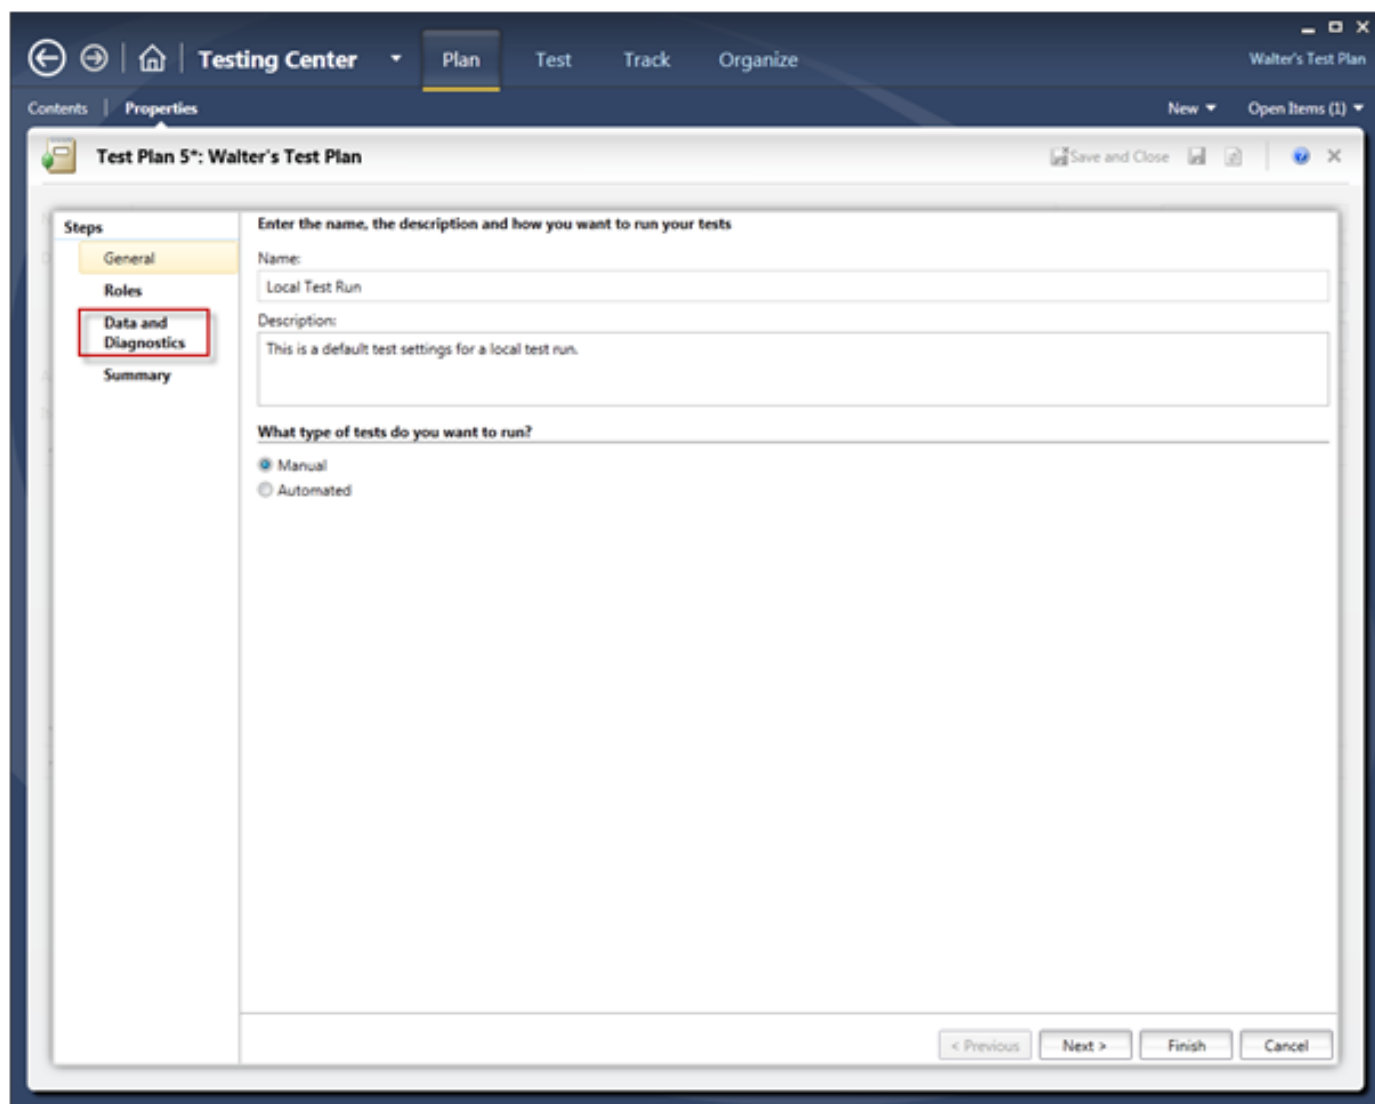 Testing Center Plan Test Track Organize Walter's Test Plan
Contents | Properties New Open Items (1)
Test Plan 5*: Walter's Test Plan Save and Close
Steps
General
Roles
Data and
Diagnostics
Summary
Enter the name, the description and how you want to run your tests
Name:
Local Test Run
Description:
This is a default test settings for a local test run.
What type of tests do you want to run?
Manual
Automated
< Previous Next > Finish Cancel